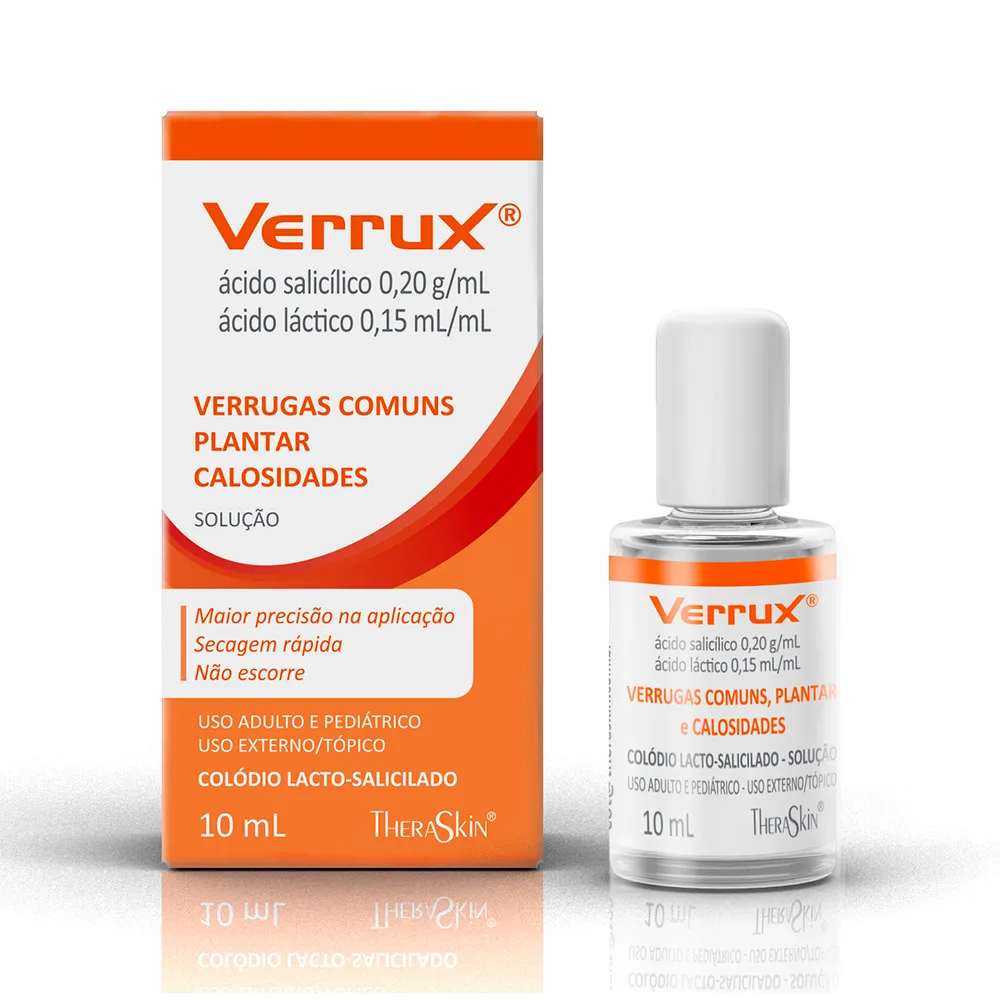 Verrux®
ácido salicílico 0,20 g/mL
ácido láctico 0,15 mL/mL
VERRUGAS COMUNS
PLANTAR
CALOSIDADES
SOLUÇÃO
Maior precisão na aplicação
Secagem rápida
Não escorre
USO ADULTO E PEDIÁTRICO
USO EXTERNO/TÓPICO
COLÓDIO LACTO-SALICILADO
10 mL THERASKIN®
Verrux®
ácido salicílico 0,20 g/mL
ácido láctico 0,15 mL/mL
VERRUGAS COMUNS, PLANTAR
e CALOSIDADES
COLÓDIO LACTO-SALICILADO - SOLUÇÃO
USO ADULTO E PEDIÁTRICO - USO EXTERNO/TÓPICO
10 mL THERASKIN®